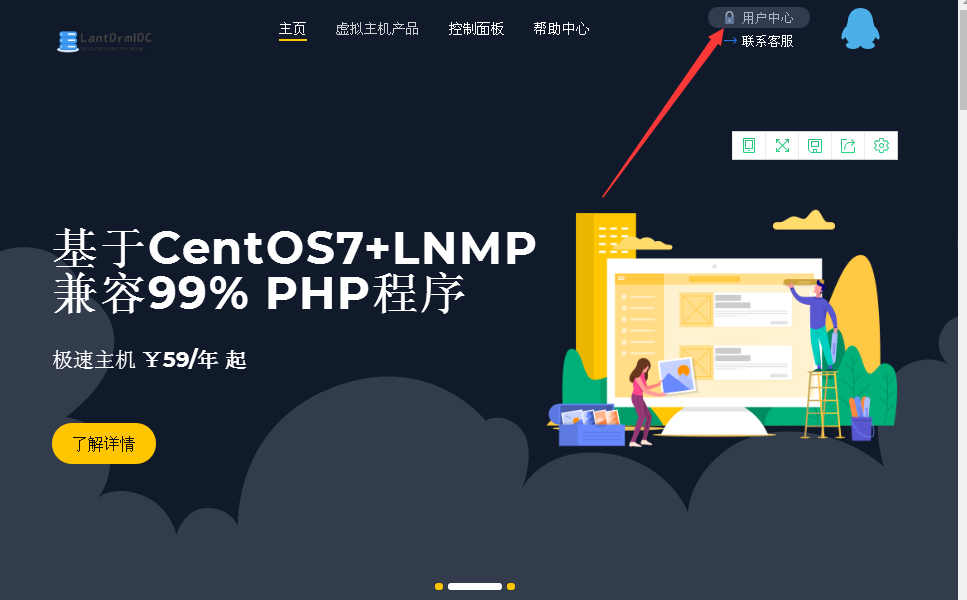 LantDrmIDC
主页
虚拟主机产品
控制面板
帮助中心
用户中心
联系客服
基于CentOS7+LNMP
兼容99% PHP程序
极速主机 ￥59/年 起
了解详情